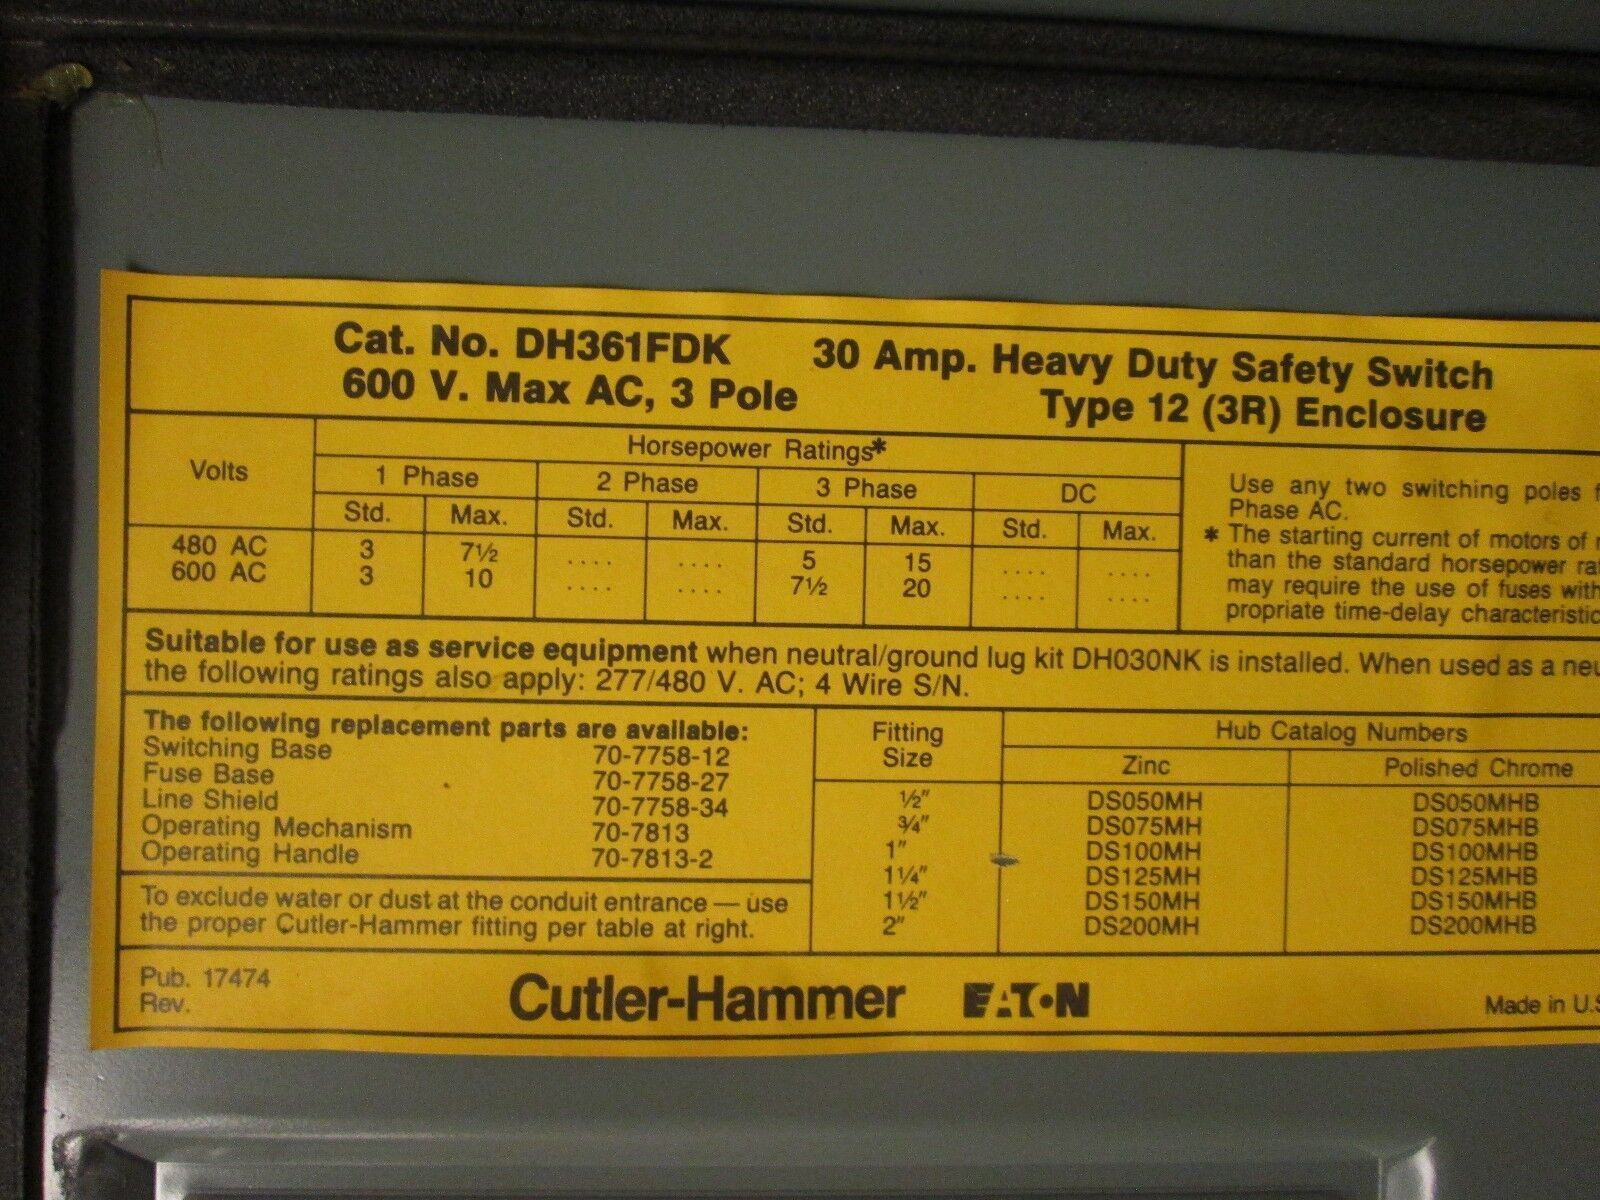 Cat. No. DH361FDK 30 Amp. Heavy Duty Safety Switch
600 V. Max AC, 3 Pole Type 12 (3R) Enclosure
Volts
Horsepower Ratings*
1 Phase 2 Phase 3 Phase DC
Std. Max. Std. Max. Std. Max. Std. Max.
480 AC 3 7½ .... .... 5 15 .... ....
600 AC 3 10 .... .... 7½ 20 .... ....
Use any two switching poles
Phase AC.
* The starting current of motors of
than the standard horsepower
may require the use of fuses
propriate time-delay
Suitable for use as service equipment when neutral/ground lug kit DH030NK is installed. When used as a
the following ratings also apply: 277/480 V. AC; 4 Wire S/N.
The following replacement parts are available:
Switching Base 70-7758-12
Fuse Base 70-7758-27
Line Shield 70-7758-34
Operating Mechanism 70-7813
Operating Handle 70-7813-2
To exclude water or dust at the conduit entrance — use
the proper Cutler-Hammer fitting per table at right.
Fitting
Size
Hub Catalog Numbers
Zinc Polished Chrome
½" DS050MH DS050MHB
¾" DS075MH DS075MHB
1" DS100MH DS100MHB
1¼" DS125MH DS125MHB
1½" DS150MH DS150MHB
2" DS200MH DS200MHB
Pub. 17474
Rev.
Cutler-Hammer EATON
Made in